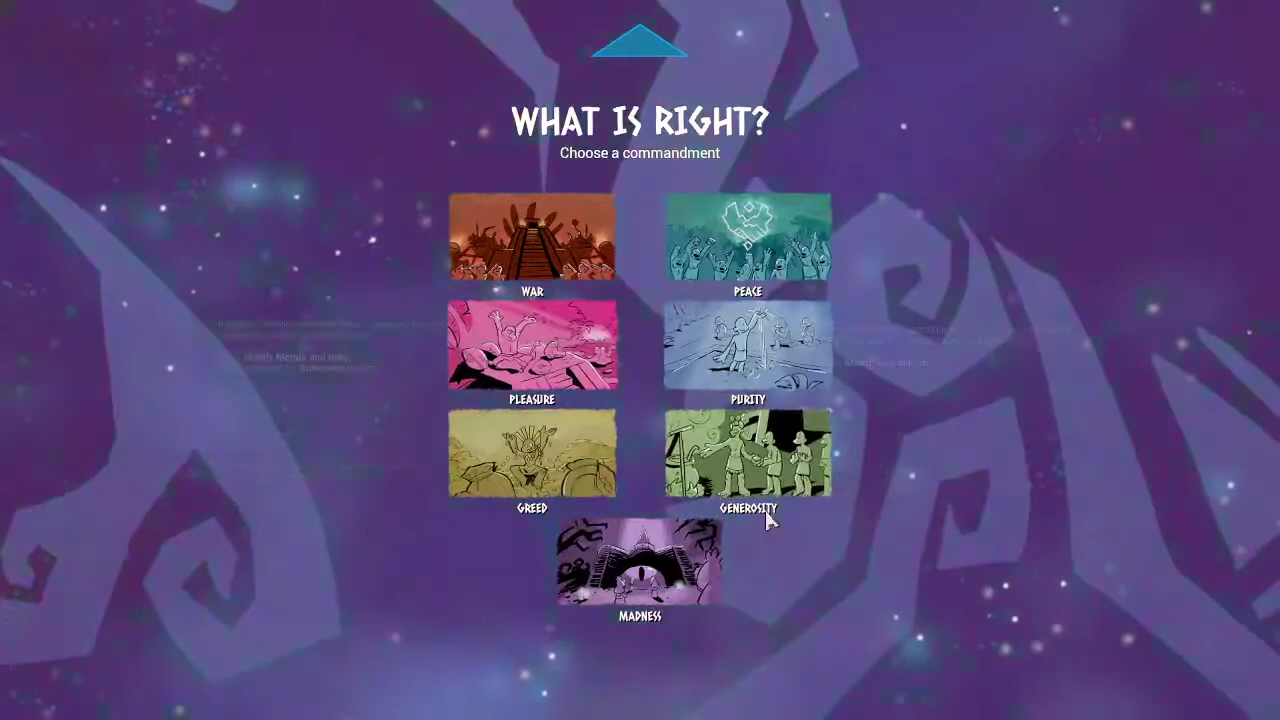 WHAT IS RIGHT?
Choose a commandment
WAR
PEACE
PLEASURE
PURITY
GREED
GENEROSITY
MADNESS